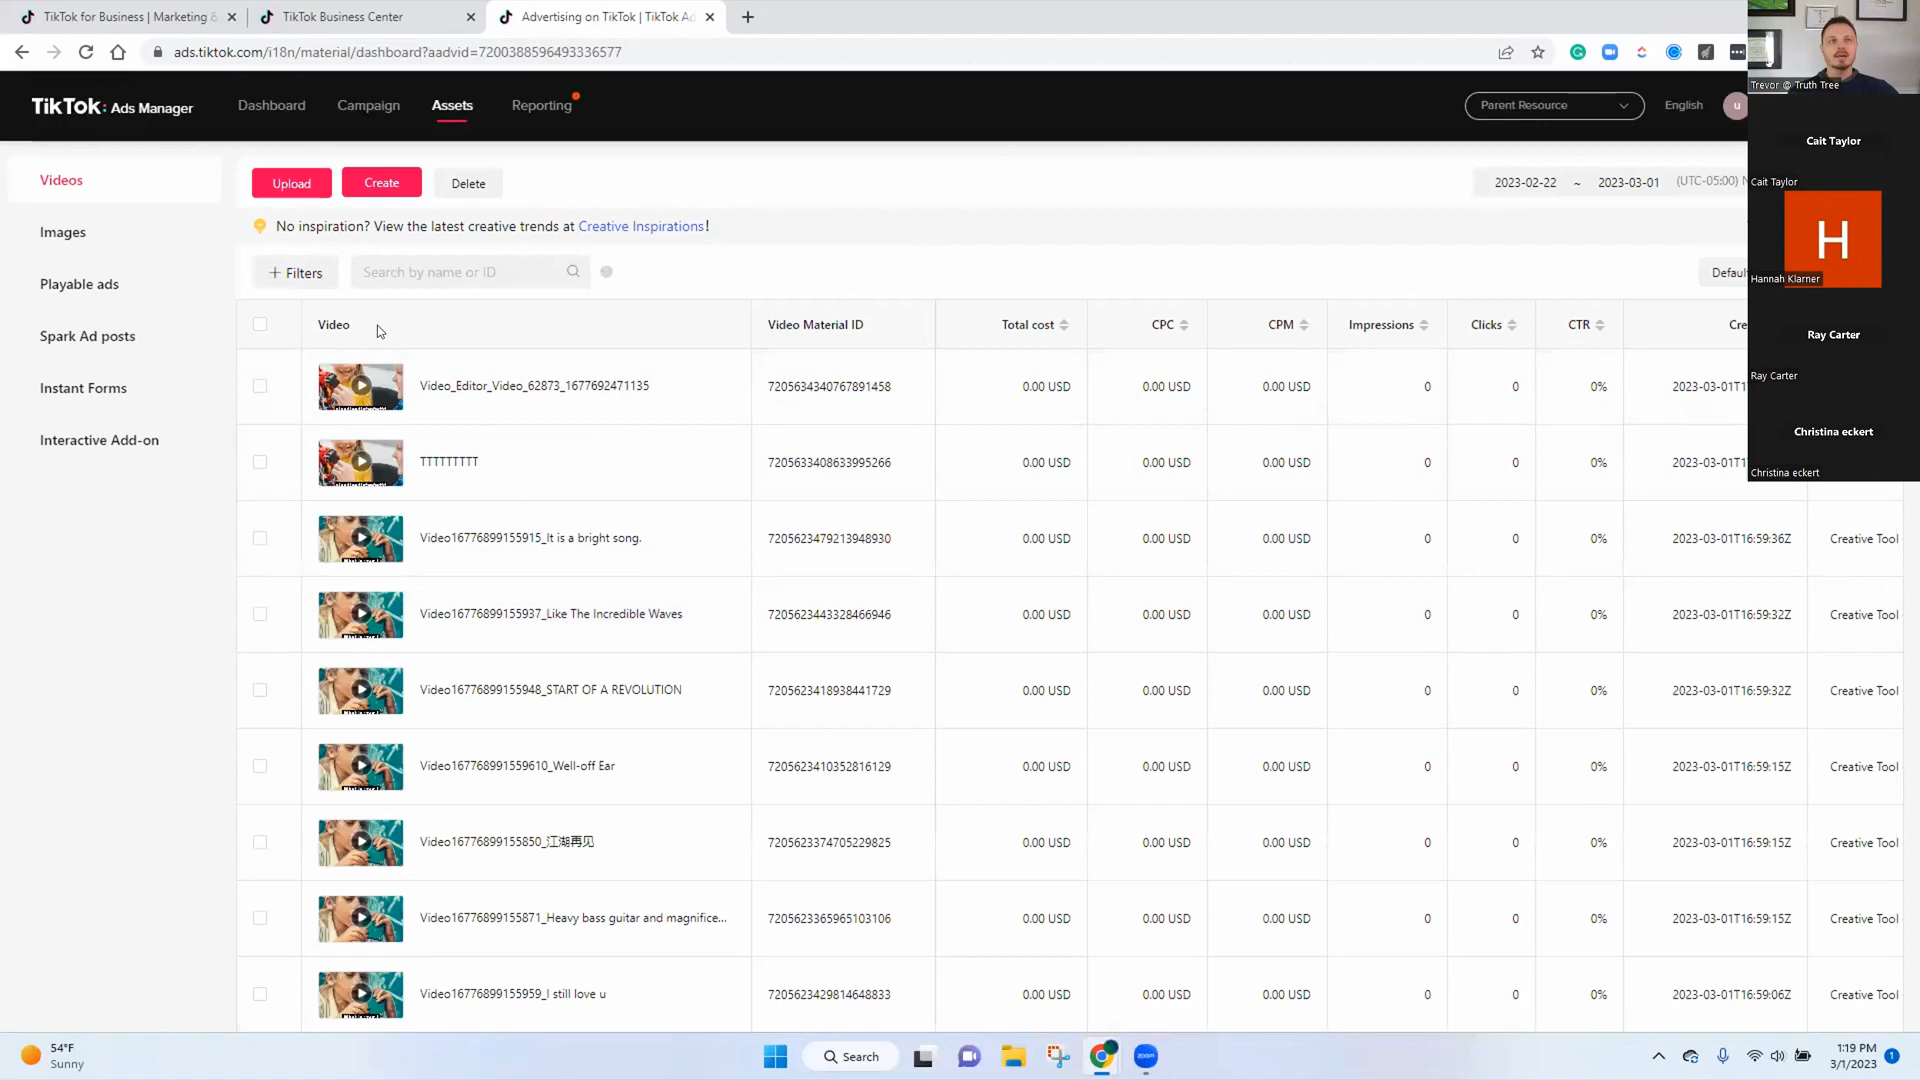 TikTok for Business | Marketing &
TikTok Business Center
Advertising on TikTok | TikTok Ad
ads.tiktok.com/i18n/material/dashboard?aadvid=7200388596493336577
TikTok: Ads Manager
Dashboard
Campaign
Assets
Reporting
Parent Resource
English
u
Trevor @ Truth Tree
Cait Taylor
Cait Taylor
H
Hannah Klarner
Ray Carter
Ray Carter
Christina eckert
Christina eckert
Videos
Images
Playable ads
Spark Ad posts
Instant Forms
Interactive Add-on
Upload
Create
Delete
2023-02-22 ~ 2023-03-01 (UTC-05:00) N
No inspiration? View the latest creative trends at Creative Inspirations!
+ Filters
Search by name or ID
Defaul
Video Video Material ID Total cost CPC CPM Impressions Clicks CTR Cre
Video_Editor_Video_62873_1677692471135 7205634340767891458 0.00 USD 0.00 USD 0.00 USD 0 0 0% 2023-03-01T1
TTTTTTTTT 7205633408633995266 0.00 USD 0.00 USD 0.00 USD 0 0 0% 2023-03-01T1
Video16776899155915_It is a bright song. 7205623479213948930 0.00 USD 0.00 USD 0.00 USD 0 0 0% 2023-03-01T16:59:36Z Creative Tool
Video16776899155937_Like The Incredible Waves 7205623443328466946 0.00 USD 0.00 USD 0.00 USD 0 0 0% 2023-03-01T16:59:32Z Creative Tool
Video16776899155948_START OF A REVOLUTION 7205623418938441729 0.00 USD 0.00 USD 0.00 USD 0 0 0% 2023-03-01T16:59:32Z Creative Tool
Video167768991559610_Well-off Ear 7205623410352816129 0.00 USD 0.00 USD 0.00 USD 0 0 0% 2023-03-01T16:59:15Z Creative Tool
Video16776899155850_江湖再见 7205623374705229825 0.00 USD 0.00 USD 0.00 USD 0 0 0% 2023-03-01T16:59:15Z Creative Tool
Video16776899155871_Heavy bass guitar and magnifice... 7205623365965103106 0.00 USD 0.00 USD 0.00 USD 0 0 0% 2023-03-01T16:59:15Z Creative Tool
Video16776899155959_I still love u 7205623429814648833 0.00 USD 0.00 USD 0.00 USD 0 0 0% 2023-03-01T16:59:06Z Creative Tool
54°F
Sunny
Search
zoom
1:19 PM
3/1/2023
1